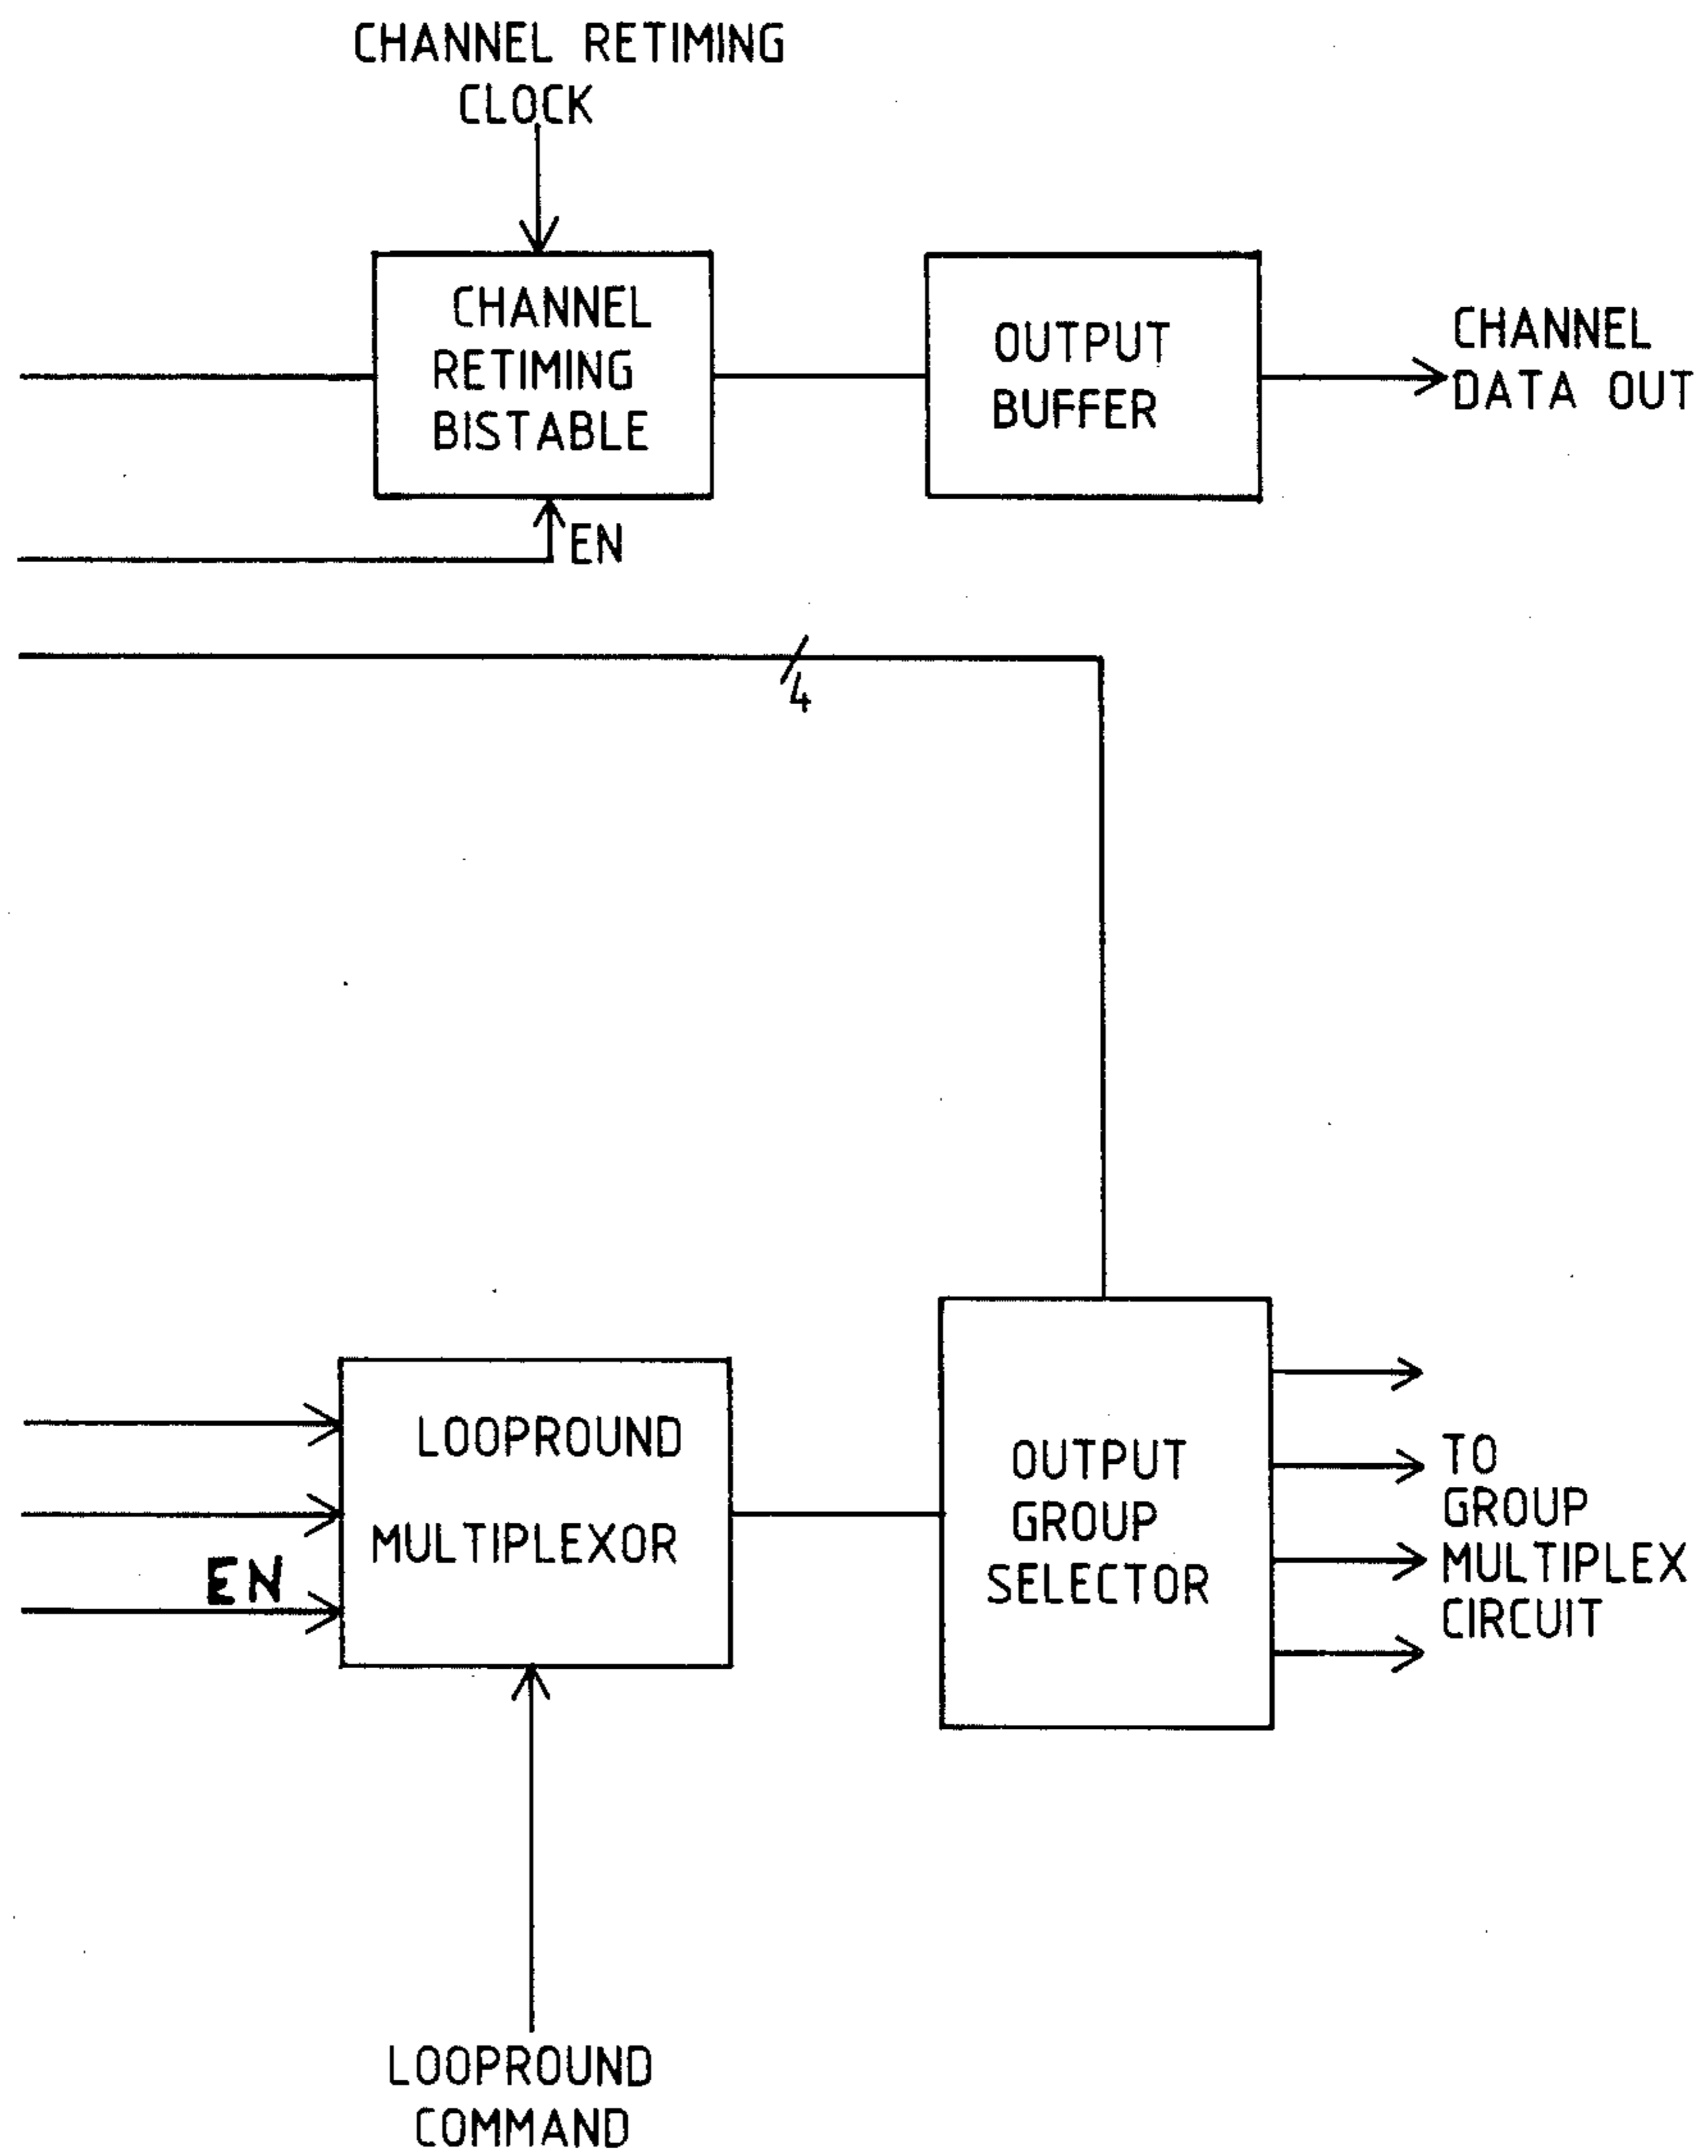 CHANNEL RETIMING
CLOCK
CHANNEL
RETIMING
BISTABLE
OUTPUT
BUFFER
CHANNEL
DATA OUT
EN
4
LOOPROUND
MULTIPLEXOR
EN
OUTPUT
GROUP
SELECTOR
TO
GROUP
MULTIPLEX
CIRCUIT
LOOPROUND
COMMAND